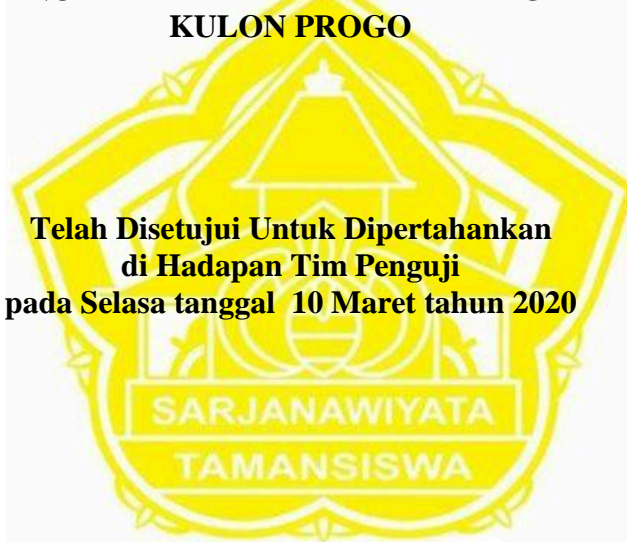 KULON PROGO
Telah Disetujui Untuk Dipertahankan
di Hadapan Tim Penguji
pada Selasa tanggal 10 Maret tahun 2020
SARJANAWIYATA
TAMANSISWA